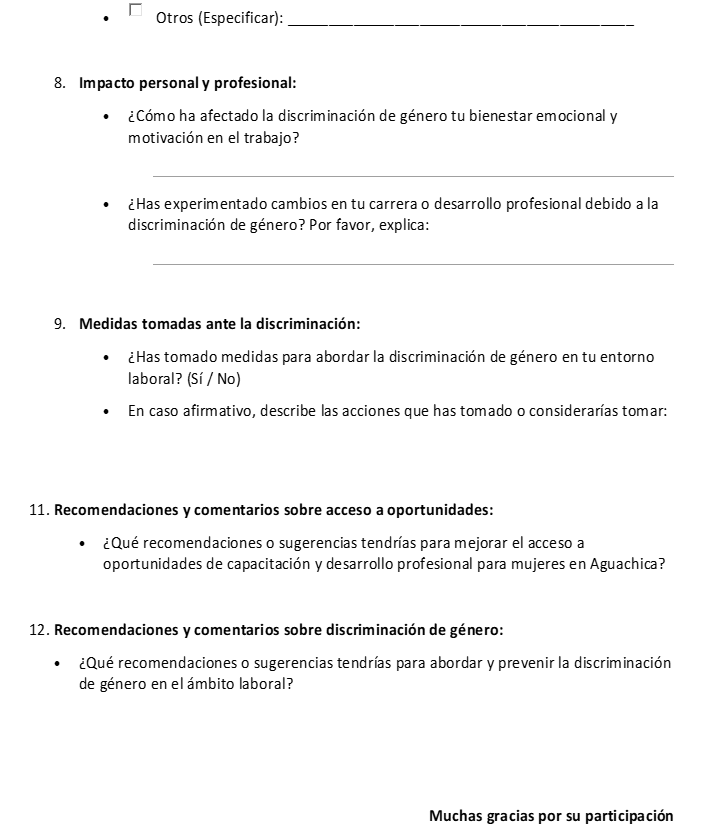 • Otros (Especificar): __________________________________________
8. Impacto personal y profesional:
• ¿Cómo ha afectado la discriminación de género tu bienestar emocional y
motivación en el trabajo?
• ¿Has experimentado cambios en tu carrera o desarrollo profesional debido a la
discriminación de género? Por favor, explica:
9. Medidas tomadas ante la discriminación:
• ¿Has tomado medidas para abordar la discriminación de género en tu entorno
laboral? (Sí / No)
• En caso afirmativo, describe las acciones que has tomado o considerarías tomar:
11. Recomendaciones y comentarios sobre acceso a oportunidades:
• ¿Qué recomendaciones o sugerencias tendrías para mejorar el acceso a
oportunidades de capacitación y desarrollo profesional para mujeres en Aguachica?
12. Recomendaciones y comentarios sobre discriminación de género:
• ¿Qué recomendaciones o sugerencias tendrías para abordar y prevenir la discriminación
de género en el ámbito laboral?
Muchas gracias por su participación